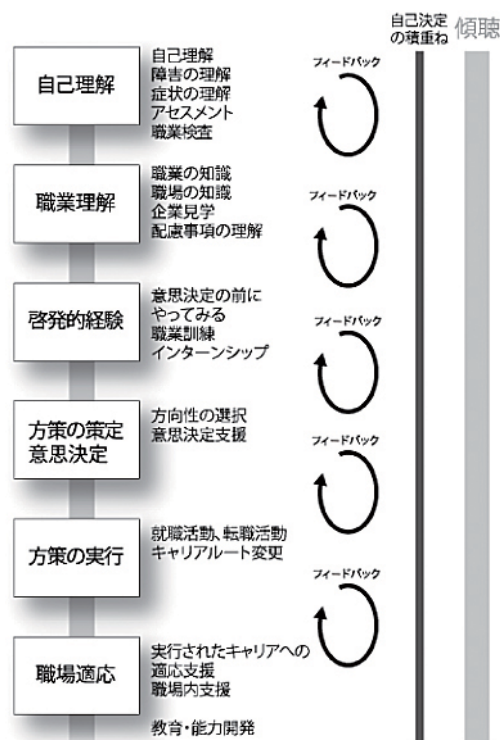 自己決定
の積重ね
傾聴
自己理解
自己理解
障害の理解
症状の理解
アセスメント
職業検査
フィードバック
職業理解
職業の知識
職場の知識
企業見学
配慮事項の理解
フィードバック
啓発的経験
意思決定の前に
やってみる
職業訓練
インターンシップ
フィードバック
方策の策定
意思決定
方向性の選択
意思決定支援
フィードバック
方策の実行
就職活動、転職活動
キャリアルート変更
フィードバック
職場適応
実行されたキャリアへの
適応支援
職場内支援
教育・能力開発